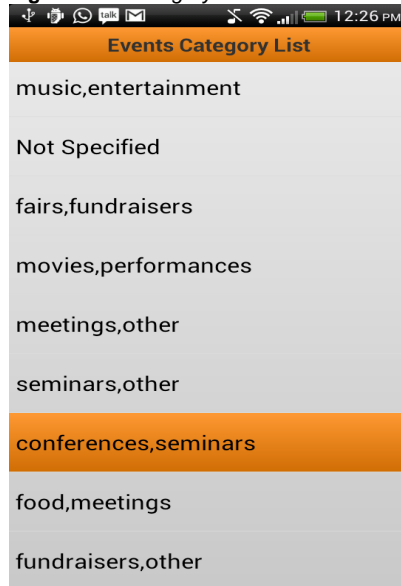 talk 12:26 PM
Events Category List
music,entertainment
Not Specified
fairs,fundraisers
movies,performances
meetings,other
seminars,other
conferences,seminars
food,meetings
fundraisers,other